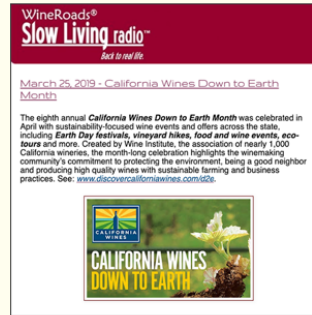 WineRoads®
Slow Living radio™
Back to real life.
March 25, 2019 - California Wines Down to Earth
Month
The eighth annual California Wines Down to Earth Month was celebrated in
April with sustainability-focused wine events and offers across the state,
including Earth Day festivals, vineyard hikes, food and wine events, eco-
tours and more. Created by Wine Institute, the association of nearly 1,000
California wineries, the month-long celebration highlights the winemaking
community's commitment to protecting the environment, being a good neighbor
and producing high quality wines with sustainable farming and business
practices. See: www.discovercaliforniawines.com/d2e.
CALIFORNIA
WINES
CALIFORNIA WINES
DOWN TO EARTH